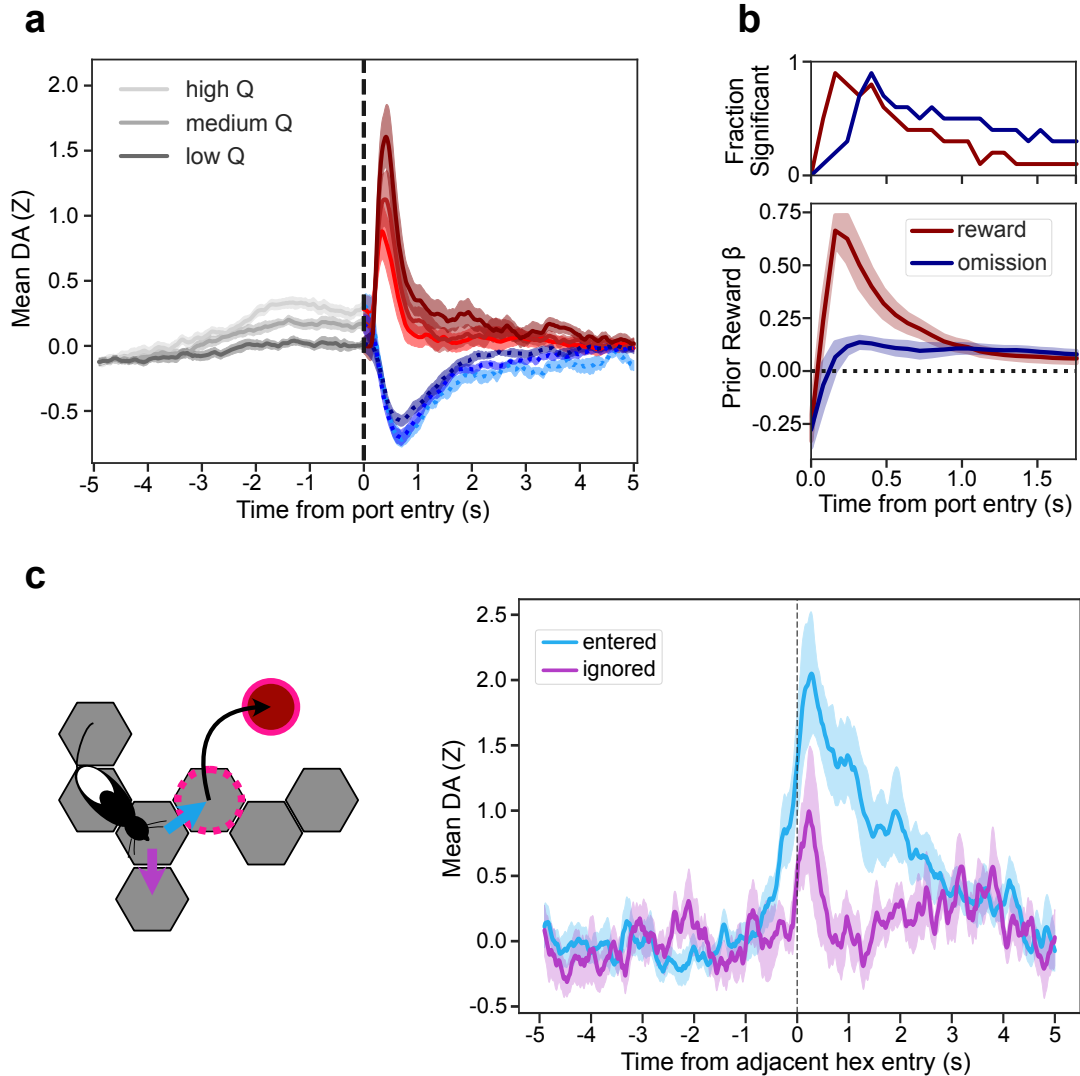 a
2.0
1.5
1.0
0.5
0.0
-0.5
Mean DA (Z)
high Q
medium Q
low Q
-5 -4 -3 -2 -1 0 1 2 3 4 5
Time from port entry (s)
b
1
0
Fraction
Significant
0.75
0.50
0.25
0.00
-0.25
Prior Reward β
reward
omission
0.0 0.5 1.0 1.5
Time from port entry (s)
c
2.5
2.0
1.5
1.0
0.5
0.0
-0.5
Mean DA (Z)
entered
ignored
-5 -4 -3 -2 -1 0 1 2 3 4 5
Time from adjacent hex entry (s)